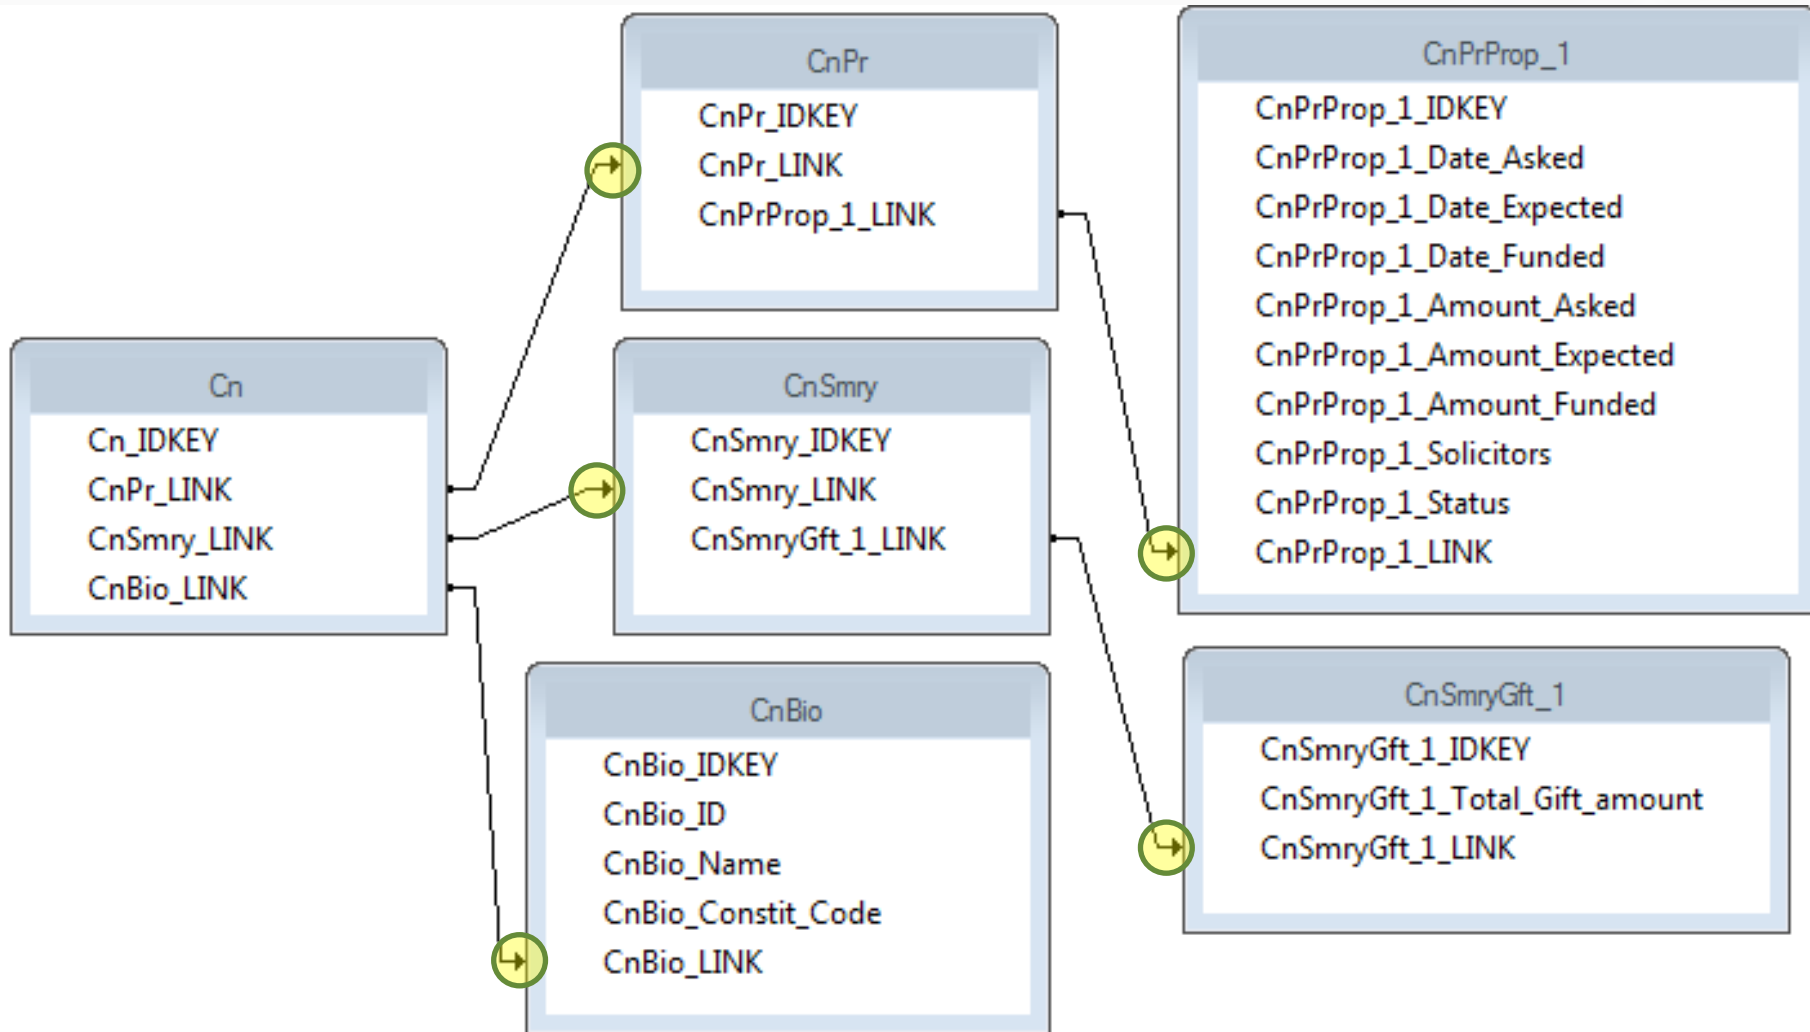 CnPr
CnPr_IDKEY
CnPr_LINK
CnPrProp_1_LINK
CnPrProp_1
CnPrProp_1_IDKEY
CnPrProp_1_Date_Asked
CnPrProp_1_Date_Expected
CnPrProp_1_Date_Funded
CnPrProp_1_Amount_Asked
CnPrProp_1_Amount_Expected
CnPrProp_1_Amount_Funded
CnPrProp_1_Solicitors
CnPrProp_1_Status
CnPrProp_1_LINK
Cn
Cn_IDKEY
CnPr_LINK
CnSmry_LINK
CnBio_LINK
CnSmry
CnSmry_IDKEY
CnSmry_LINK
CnSmryGft_1_LINK
CnBio
CnBio_IDKEY
CnBio_ID
CnBio_Name
CnBio_Constit_Code
CnBio_LINK
CnSmryGft_1
CnSmryGft_1_IDKEY
CnSmryGft_1_Total_Gift_amount
CnSmryGft_1_LINK